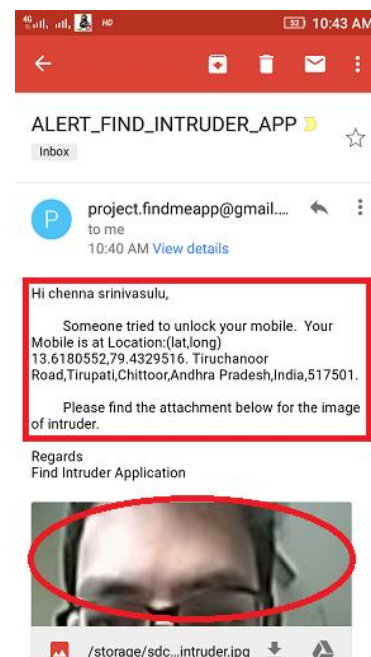 4G HD 52 10:43 AM
ALERT_FIND_INTRUDER_APP
Inbox
P
project.findmeapp@gmail....
to me
10:40 AM View details
Hi chenna srinivasulu,
Someone tried to unlock your mobile. Your
Mobile is at Location:(lat,long)
13.6180552,79.4329516. Tiruchanoor
Road,Tirupati,Chittoor,Andhra Pradesh,India,517501.
Please find the attachment below for the image
of intruder.
Regards
Find Intruder Application
/storage/sdc...intruder.jpg